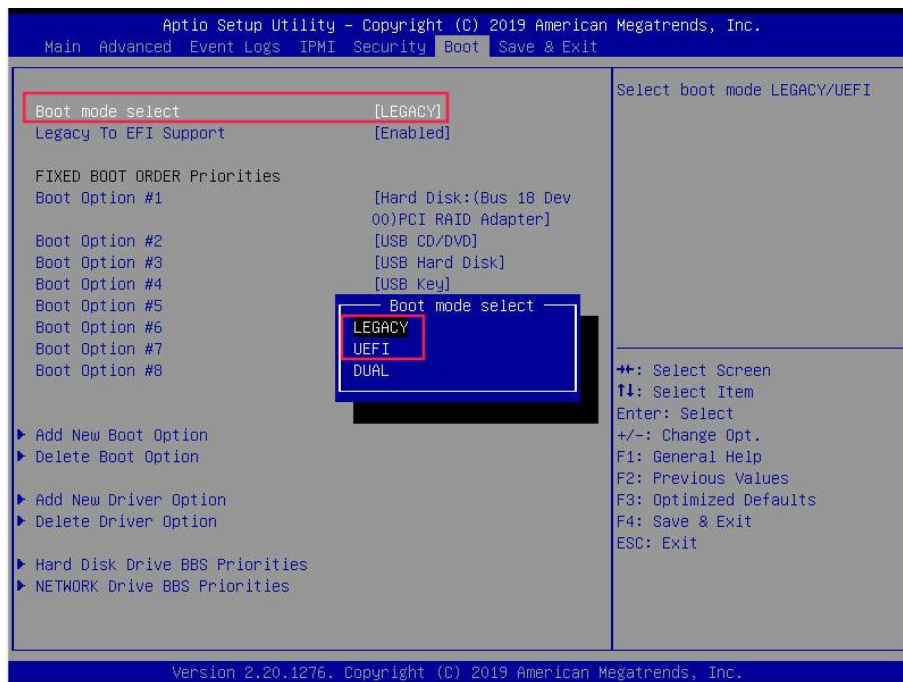 Aptio Setup Utility – Copyright (C) 2019 American Megatrends, Inc.
Main Advanced Event Logs IPMI Security Boot Save & Exit
Boot mode select [LEGACY]
Legacy To EFI Support [Enabled]
FIXED BOOT ORDER Priorities
Boot Option #1 [Hard Disk:(Bus 18 Dev
00)PCI RAID Adapter]
Boot Option #2 [USB CD/DVD]
Boot Option #3 [USB Hard Disk]
Boot Option #4 [USB Key]
Boot Option #5
Boot Option #6
Boot Option #7
Boot Option #8
Boot mode select
LEGACY
UEFI
DUAL
Add New Boot Option
Delete Boot Option
Add New Driver Option
Delete Driver Option
Hard Disk Drive BBS Priorities
NETWORK Drive BBS Priorities
Select boot mode LEGACY/UEFI
→←: Select Screen
↑↓: Select Item
Enter: Select
+/-: Change Opt.
F1: General Help
F2: Previous Values
F3: Optimized Defaults
F4: Save & Exit
ESC: Exit
Version 2.20.1276. Copyright (C) 2019 American Megatrends, Inc.